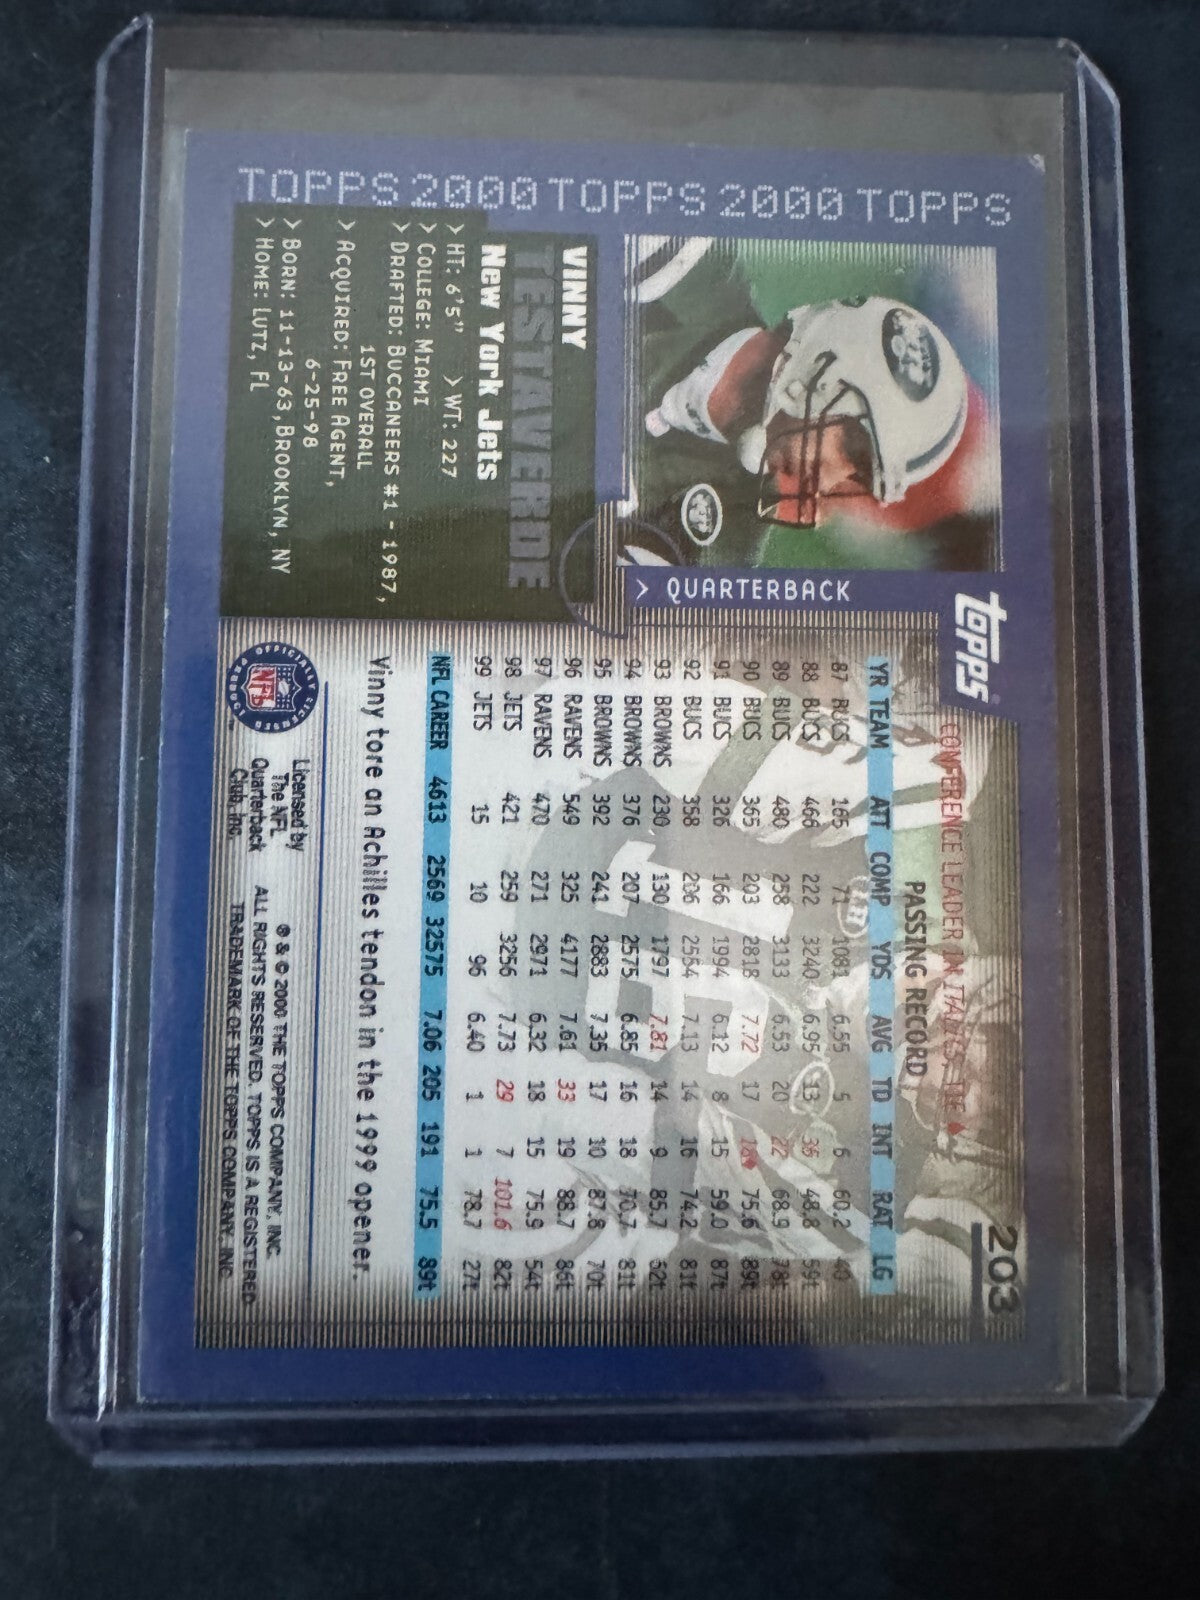 TOPPS 2000 TOPPS 2000 TOPPS
VINNY
TESTAVERDE
New York Jets
> HT: 6'5" > WT: 227
> COLLEGE: MIAMI
> DRAFTED: BUCCANEERS #1 - 1987,
1ST OVERALL
> ACQUIRED: FREE AGENT,
6-25-98
> BORN: 11-13-63, BROOKLYN, NY
> HOME: LUTZ, FL
JETS
JETS
> QUARTERBACK
Topps
203
CONFERENCE LEADER IN ITALICS, TIE ♦
PASSING RECORD
YR TEAM ATT COMP YDS AVG TD INT RAT LG
87 BUCS 165 71 1081 6.55 5 6 60.2 40
88 BUCS 466 222 3240 6.95 13 35 48.8 59t
89 BUCS 480 258 3133 6.53 20 22 68.9 78t
90 BUCS 365 203 2818 7.72 17 18♦ 75.6 89t
91 BUCS 326 166 1994 6.12 8 15 59.0 87t
92 BUCS 358 206 2554 7.13 14 16 74.2 81t
93 BROWNS 230 130 1797 7.81 14 9 85.7 62t
94 BROWNS 376 207 2575 6.85 16 18 70.7 81t
95 BROWNS 392 241 2883 7.35 17 10 87.8 70t
96 RAVENS 549 325 4177 7.61 33 19 88.7 86t
97 RAVENS 470 271 2971 6.32 18 15 75.9 54t
98 JETS 421 259 3256 7.73 29 7 101.6 82t
99 JETS 15 10 96 6.40 1 1 78.7 27t
NFL CAREER 4613 2569 32575 7.06 205 191 75.5 89t
Vinny tore an Achilles tendon in the 1999 opener.
OFFICIALLY LICENSED PRODUCT
NFL
Licensed by
The NFL
Quarterback
Club, Inc.
® & © 2000 THE TOPPS COMPANY, INC.
ALL RIGHTS RESERVED. TOPPS IS A REGISTERED
TRADEMARK OF THE TOPPS COMPANY, INC.